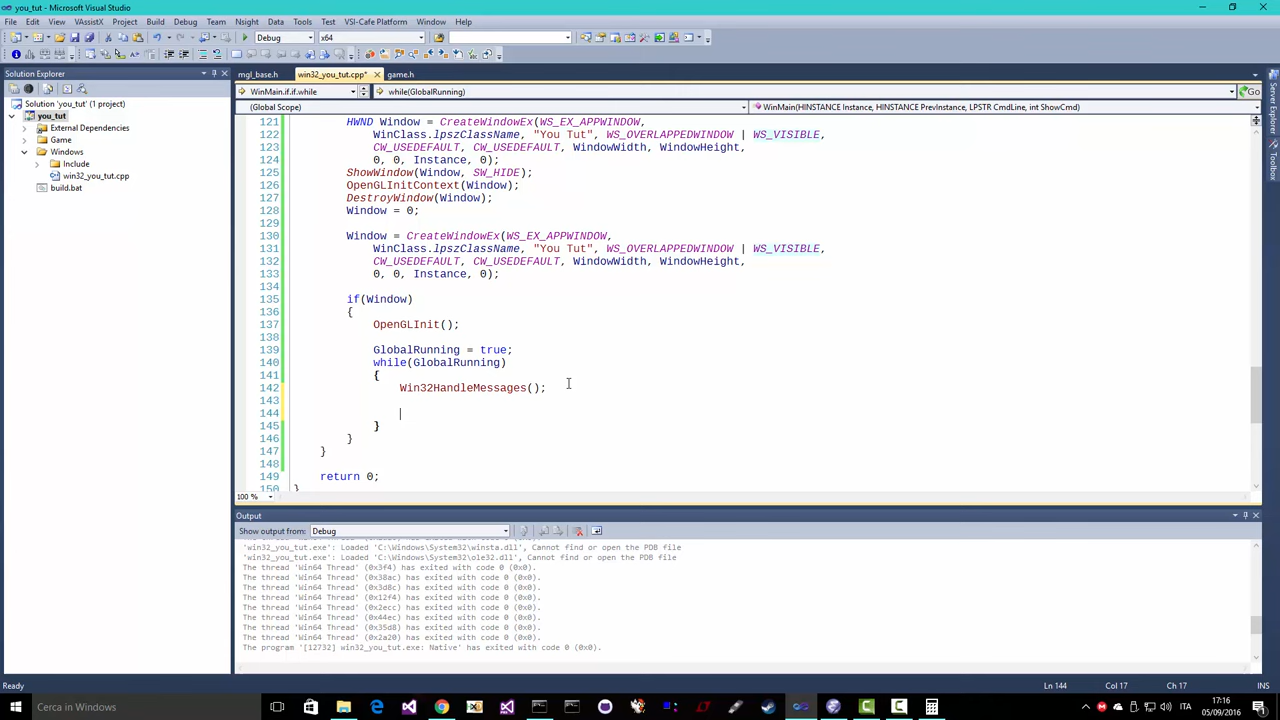 you_tut - Microsoft Visual Studio
File Edit View VAssistX Project Build Debug Team Nsight Data Tools Test VSI-Cafe Platform Window Help
Debug x64
Solution Explorer
mgl_base.h win32_you_tut.cpp* game.h
WinMain.if.if.while while(GlobalRunning) Go
(Global Scope) WinMain(HINSTANCE Instance, HINSTANCE PrevInstance, LPSTR CmdLine, int ShowCmd)
Solution 'you_tut' (1 project)
you_tut
External Dependencies
Game
Windows
Include
win32_you_tut.cpp
build.bat
121 HWND Window = CreateWindowEx(WS_EX_APPWINDOW,
122 WinClass.lpszClassName, "You Tut", WS_OVERLAPPEDWINDOW | WS_VISIBLE,
123 CW_USEDEFAULT, CW_USEDEFAULT, WindowWidth, WindowHeight,
124 0, 0, Instance, 0);
125 ShowWindow(Window, SW_HIDE);
126 OpenGLInitContext(Window);
127 DestroyWindow(Window);
128 Window = 0;
129
130 Window = CreateWindowEx(WS_EX_APPWINDOW,
131 WinClass.lpszClassName, "You Tut", WS_OVERLAPPEDWINDOW | WS_VISIBLE,
132 CW_USEDEFAULT, CW_USEDEFAULT, WindowWidth, WindowHeight,
133 0, 0, Instance, 0);
134
135 if(Window)
136 {
137 OpenGLInit();
138
139 GlobalRunning = true;
140 while(GlobalRunning)
141 {
142 Win32HandleMessages();
143
144
145 }
146 }
147 }
148
149 return 0;
150 }
100 %
Server Explorer
Toolbox
Output
Show output from: Debug
'win32_you_tut.exe': Loaded 'C:\Windows\System32\winsta.dll', Cannot find or open the PDB file
'win32_you_tut.exe': Loaded 'C:\Windows\System32\ole32.dll', Cannot find or open the PDB file
The thread 'Win64 Thread' (0x3f4) has exited with code 0 (0x0).
The thread 'Win64 Thread' (0x38ac) has exited with code 0 (0x0).
The thread 'Win64 Thread' (0x3d8c) has exited with code 0 (0x0).
The thread 'Win64 Thread' (0x12f4) has exited with code 0 (0x0).
The thread 'Win64 Thread' (0x2ecc) has exited with code 0 (0x0).
The thread 'Win64 Thread' (0x44ec) has exited with code 0 (0x0).
The thread 'Win64 Thread' (0x35d8) has exited with code 0 (0x0).
The thread 'Win64 Thread' (0x2a20) has exited with code 0 (0x0).
The program '[12732] win32_you_tut.exe: Native' has exited with code 0 (0x0).
Ready Ln 144 Col 17 Ch 17 INS
Cerca in Windows ITA 17:16
05/09/2016